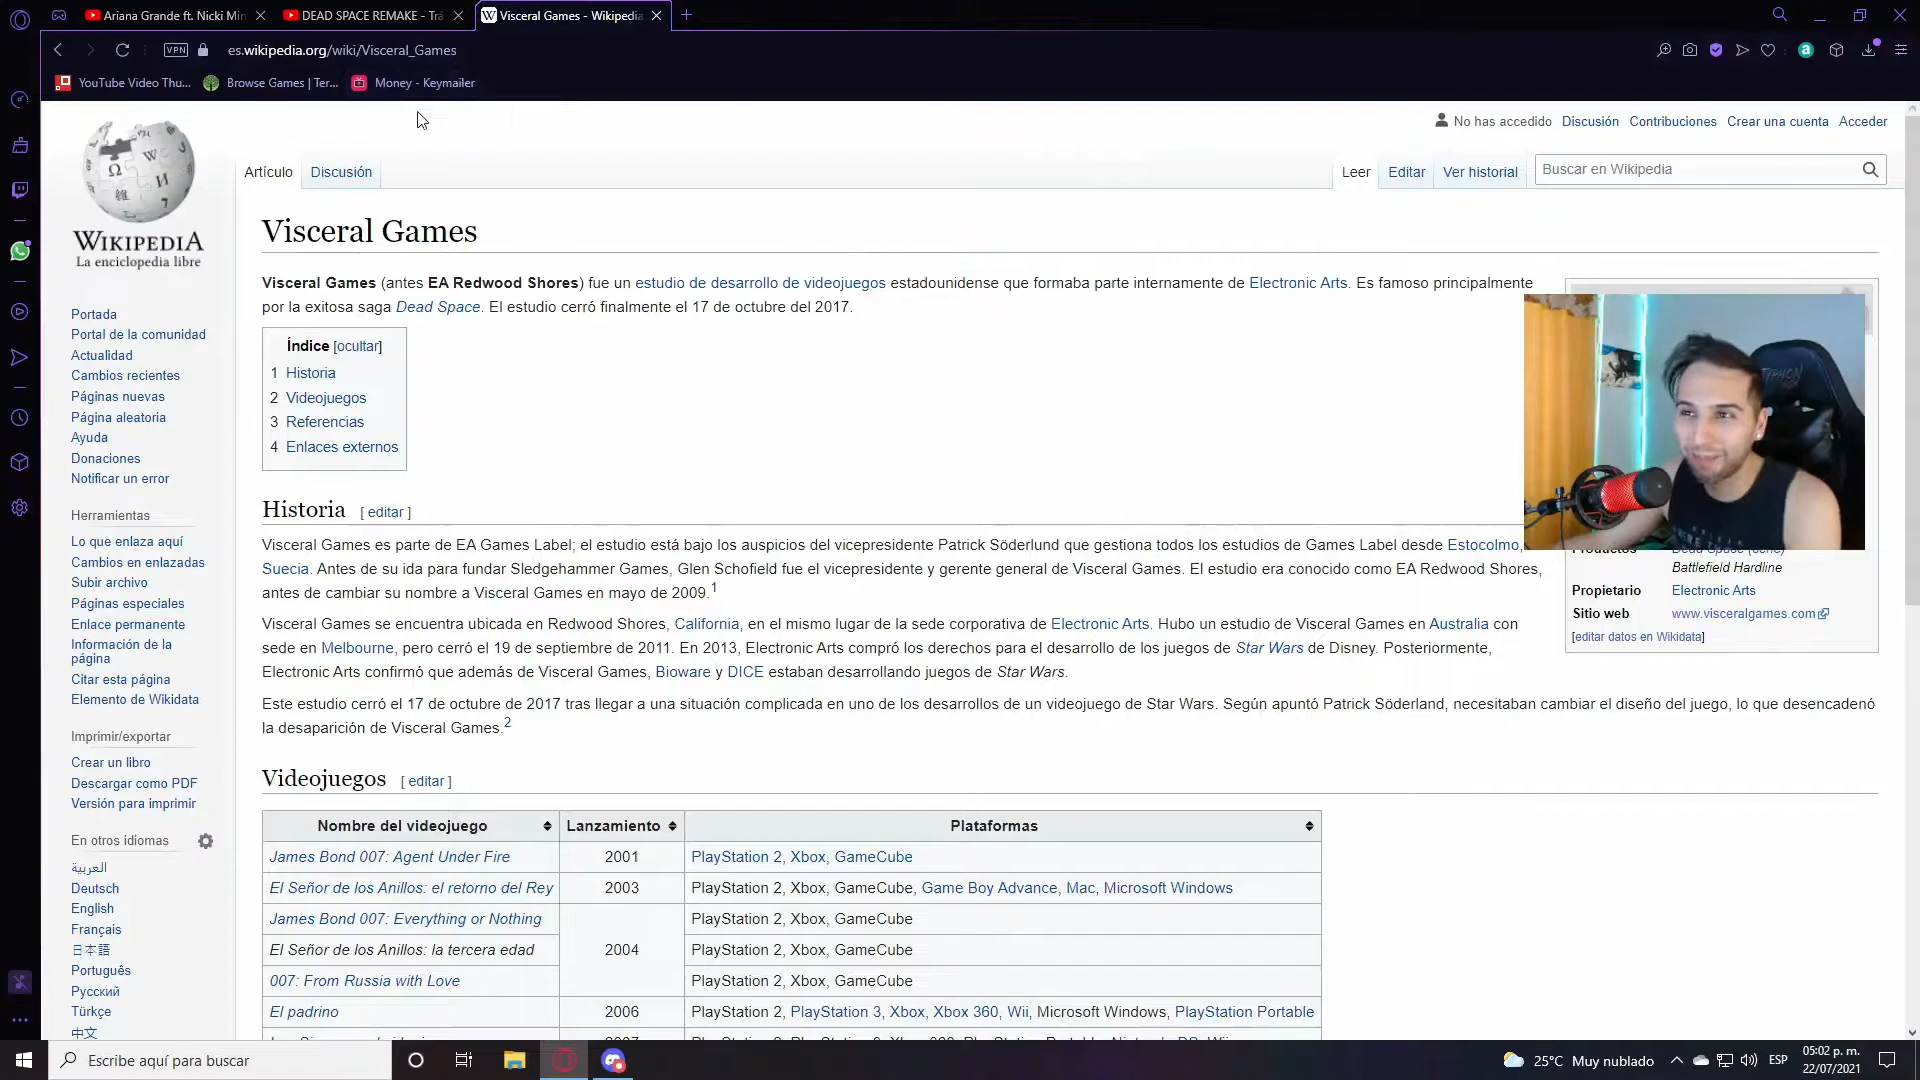 Ariana Grande ft. Nicki Min
DEAD SPACE REMAKE - Trá
Visceral Games - Wikipedia
VPN
es.wikipedia.org/wiki/Visceral_Games
YouTube Video Thu...
Browse Games | Ter...
Money - Keymailer
No has accedido Discusión Contribuciones Crear una cuenta Acceder
Artículo Discusión
Leer Editar Ver historial
Buscar en Wikipedia
WIKIPEDIA
La enciclopedia libre
Portada
Portal de la comunidad
Actualidad
Cambios recientes
Páginas nuevas
Página aleatoria
Ayuda
Donaciones
Notificar un error
Herramientas
Lo que enlaza aquí
Cambios en enlazadas
Subir archivo
Páginas especiales
Enlace permanente
Información de la
página
Citar esta página
Elemento de Wikidata
Imprimir/exportar
Crear un libro
Descargar como PDF
Versión para imprimir
En otros idiomas
العربية
Deutsch
English
Français
日本語
Português
Русский
Türkçe
中文
Visceral Games
Visceral Games (antes EA Redwood Shores) fue un estudio de desarrollo de videojuegos estadounidense que formaba parte internamente de Electronic Arts. Es famoso principalmente
por la exitosa saga Dead Space. El estudio cerró finalmente el 17 de octubre del 2017.
Índice [ocultar]
1 Historia
2 Videojuegos
3 Referencias
4 Enlaces externos
Historia [ editar ]
Visceral Games es parte de EA Games Label; el estudio está bajo los auspicios del vicepresidente Patrick Söderlund que gestiona todos los estudios de Games Label desde Estocolmo,
Suecia. Antes de su ida para fundar Sledgehammer Games, Glen Schofield fue el vicepresidente y gerente general de Visceral Games. El estudio era conocido como EA Redwood Shores,
antes de cambiar su nombre a Visceral Games en mayo de 2009.1
Visceral Games se encuentra ubicada en Redwood Shores, California, en el mismo lugar de la sede corporativa de Electronic Arts. Hubo un estudio de Visceral Games en Australia con
sede en Melbourne, pero cerró el 19 de septiembre de 2011. En 2013, Electronic Arts compró los derechos para el desarrollo de los juegos de Star Wars de Disney. Posteriormente,
Electronic Arts confirmó que además de Visceral Games, Bioware y DICE estaban desarrollando juegos de Star Wars.
Este estudio cerró el 17 de octubre de 2017 tras llegar a una situación complicada en uno de los desarrollos de un videojuego de Star Wars. Según apuntó Patrick Söderland, necesitaban cambiar el diseño del juego, lo que desencadenó
la desaparición de Visceral Games.2
Productos Dead Space (serie)
Battlefield Hardline
Propietario Electronic Arts
Sitio web www.visceralgames.com
[editar datos en Wikidata]
Videojuegos [ editar ]
Nombre del videojuego Lanzamiento Plataformas
James Bond 007: Agent Under Fire 2001 PlayStation 2, Xbox, GameCube
El Señor de los Anillos: el retorno del Rey 2003 PlayStation 2, Xbox, GameCube, Game Boy Advance, Mac, Microsoft Windows
James Bond 007: Everything or Nothing PlayStation 2, Xbox, GameCube
El Señor de los Anillos: la tercera edad 2004 PlayStation 2, Xbox, GameCube
007: From Russia with Love PlayStation 2, Xbox, GameCube
El padrino 2006 PlayStation 2, PlayStation 3, Xbox, Xbox 360, Wii, Microsoft Windows, PlayStation Portable
Escribe aquí para buscar
25°C Muy nublado
ESP
05:02 p. m.
22/07/2021